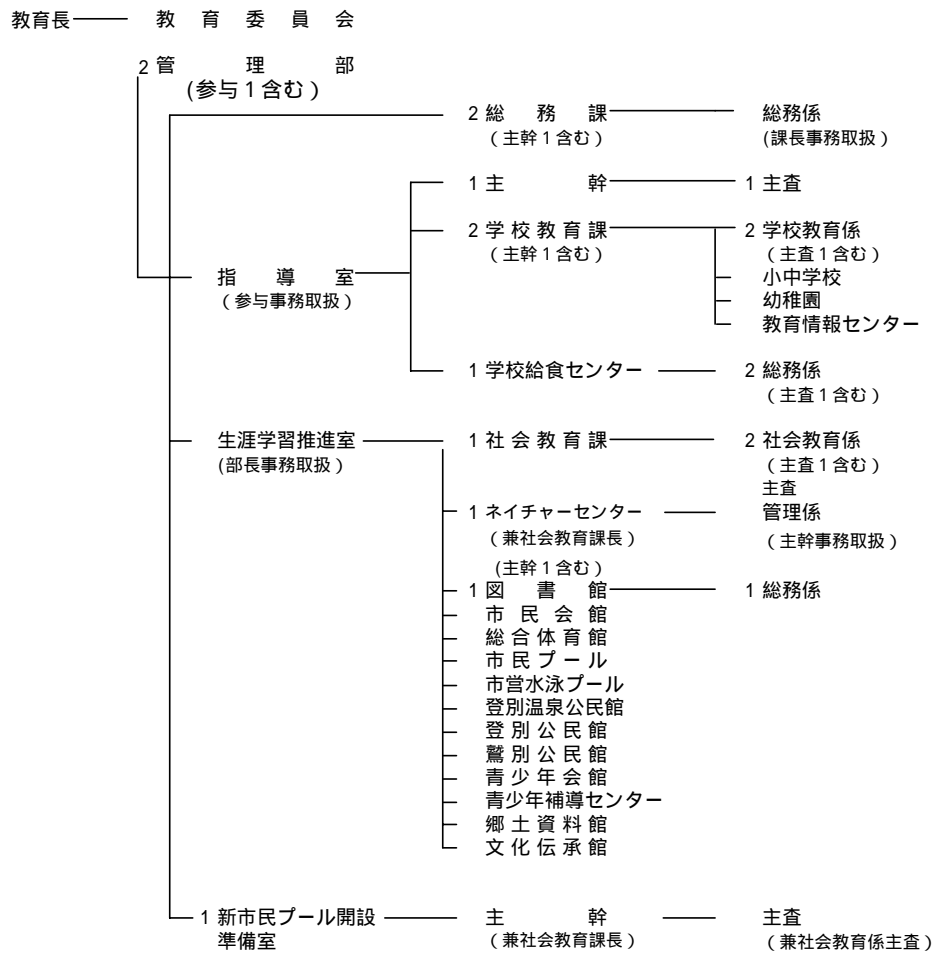 教育長 教育委員会
2 管理部
(参与1含む)
2 総務課 総務係
(主幹1含む) (課長事務取扱)
1 主幹 1 主査
2 学校教育課 2 学校教育係
(主幹1含む) (主査1含む)
指導室 小中学校
(参与事務取扱) 幼稚園
教育情報センター
1 学校給食センター 2 総務係
(主査1含む)
生涯学習推進室 1 社会教育課 2 社会教育係
(部長事務取扱) (主査1含む)
主査
1 ネイチャーセンター 管理係
(兼社会教育課長) (主幹事務取扱)
(主幹1含む)
1 図書館 1 総務係
市民会館
総合体育館
市民プール
市営水泳プール
登別温泉公民館
登別公民館
鷲別公民館
青少年会館
青少年補導センター
郷土資料館
文化伝承館
1 新市民プール開設 主幹 主査
準備室 (兼社会教育課長) (兼社会教育係主査)